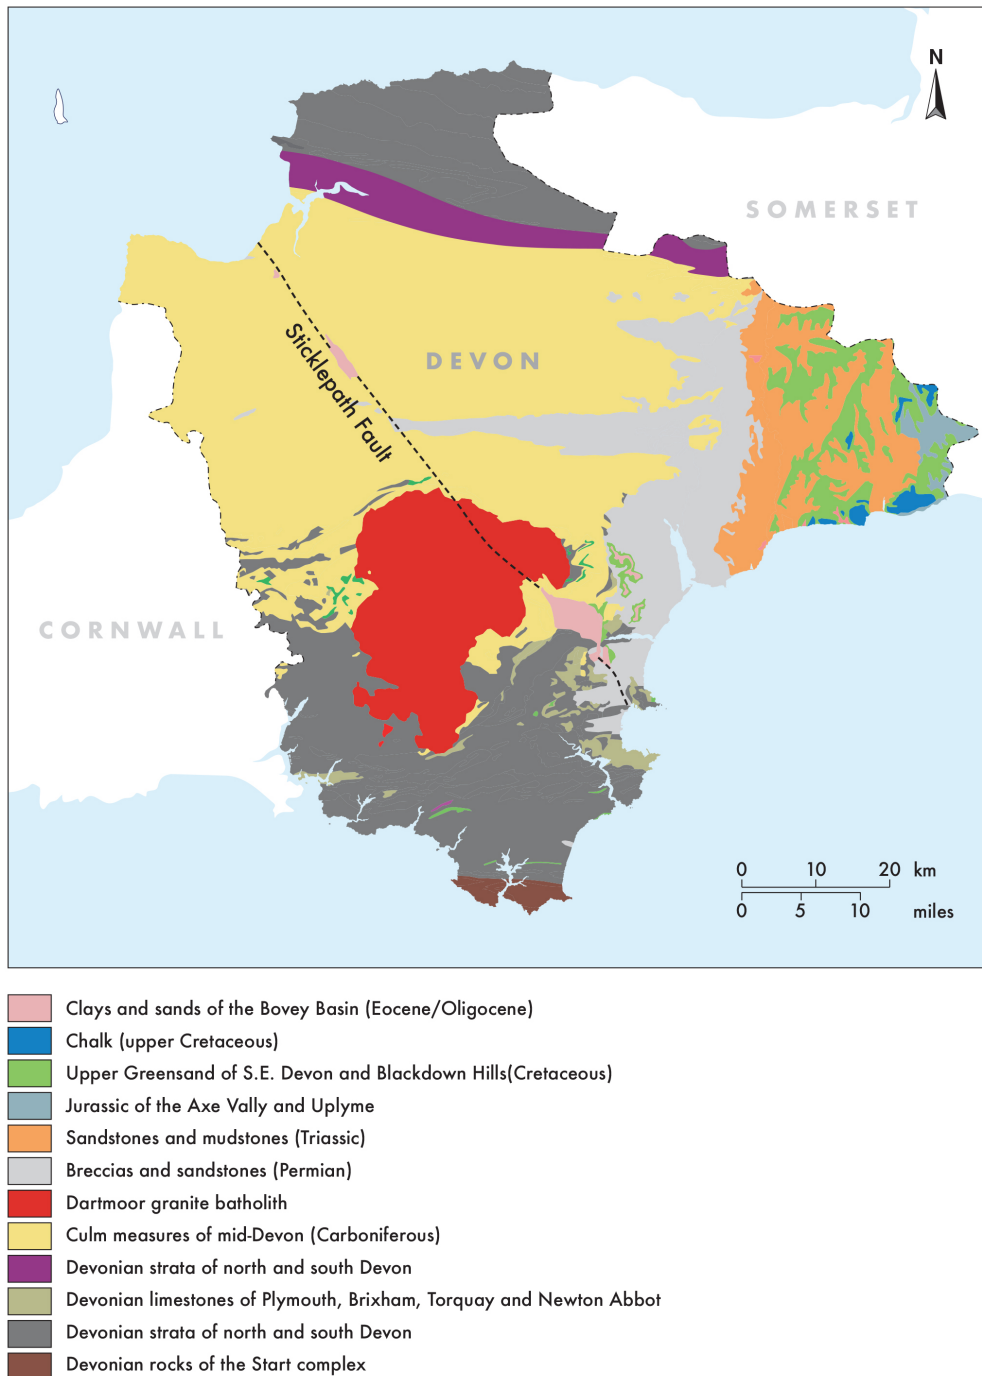 N
SOMERSET
DEVON
Sticklepath Fault
CORNWALL
0 10 20 km
0 5 10 miles
Clays and sands of the Bovey Basin (Eocene/Oligocene)
Chalk (upper Cretaceous)
Upper Greensand of S.E. Devon and Blackdown Hills(Cretaceous)
Jurassic of the Axe Vally and Uplyme
Sandstones and mudstones (Triassic)
Breccias and sandstones (Permian)
Dartmoor granite batholith
Culm measures of mid-Devon (Carboniferous)
Devonian strata of north and south Devon
Devonian limestones of Plymouth, Brixham, Torquay and Newton Abbot
Devonian strata of north and south Devon
Devonian rocks of the Start complex